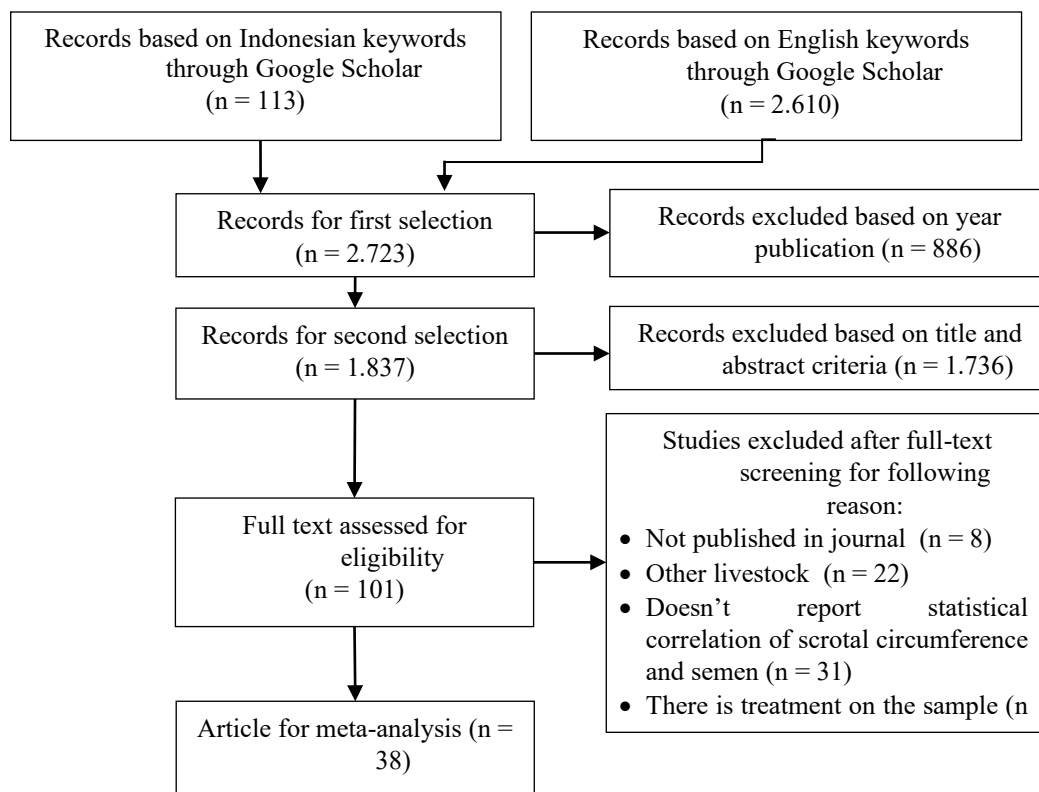 Records based on Indonesian keywords
through Google Scholar
(n = 113)
Records based on English keywords
through Google Scholar
(n = 2.610)
Records for first selection
(n = 2.723)
Records excluded based on year
publication (n = 886)
Records for second selection
(n = 1.837)
Records excluded based on title and
abstract criteria (n = 1.736)
Full text assessed for
eligibility
(n = 101)
Studies excluded after full-text
screening for following
reason:
• Not published in journal (n = 8)
• Other livestock (n = 22)
• Doesn’t report statistical
correlation of scrotal circumference
and semen (n = 31)
• There is treatment on the sample (n
Article for meta-analysis (n =
38)